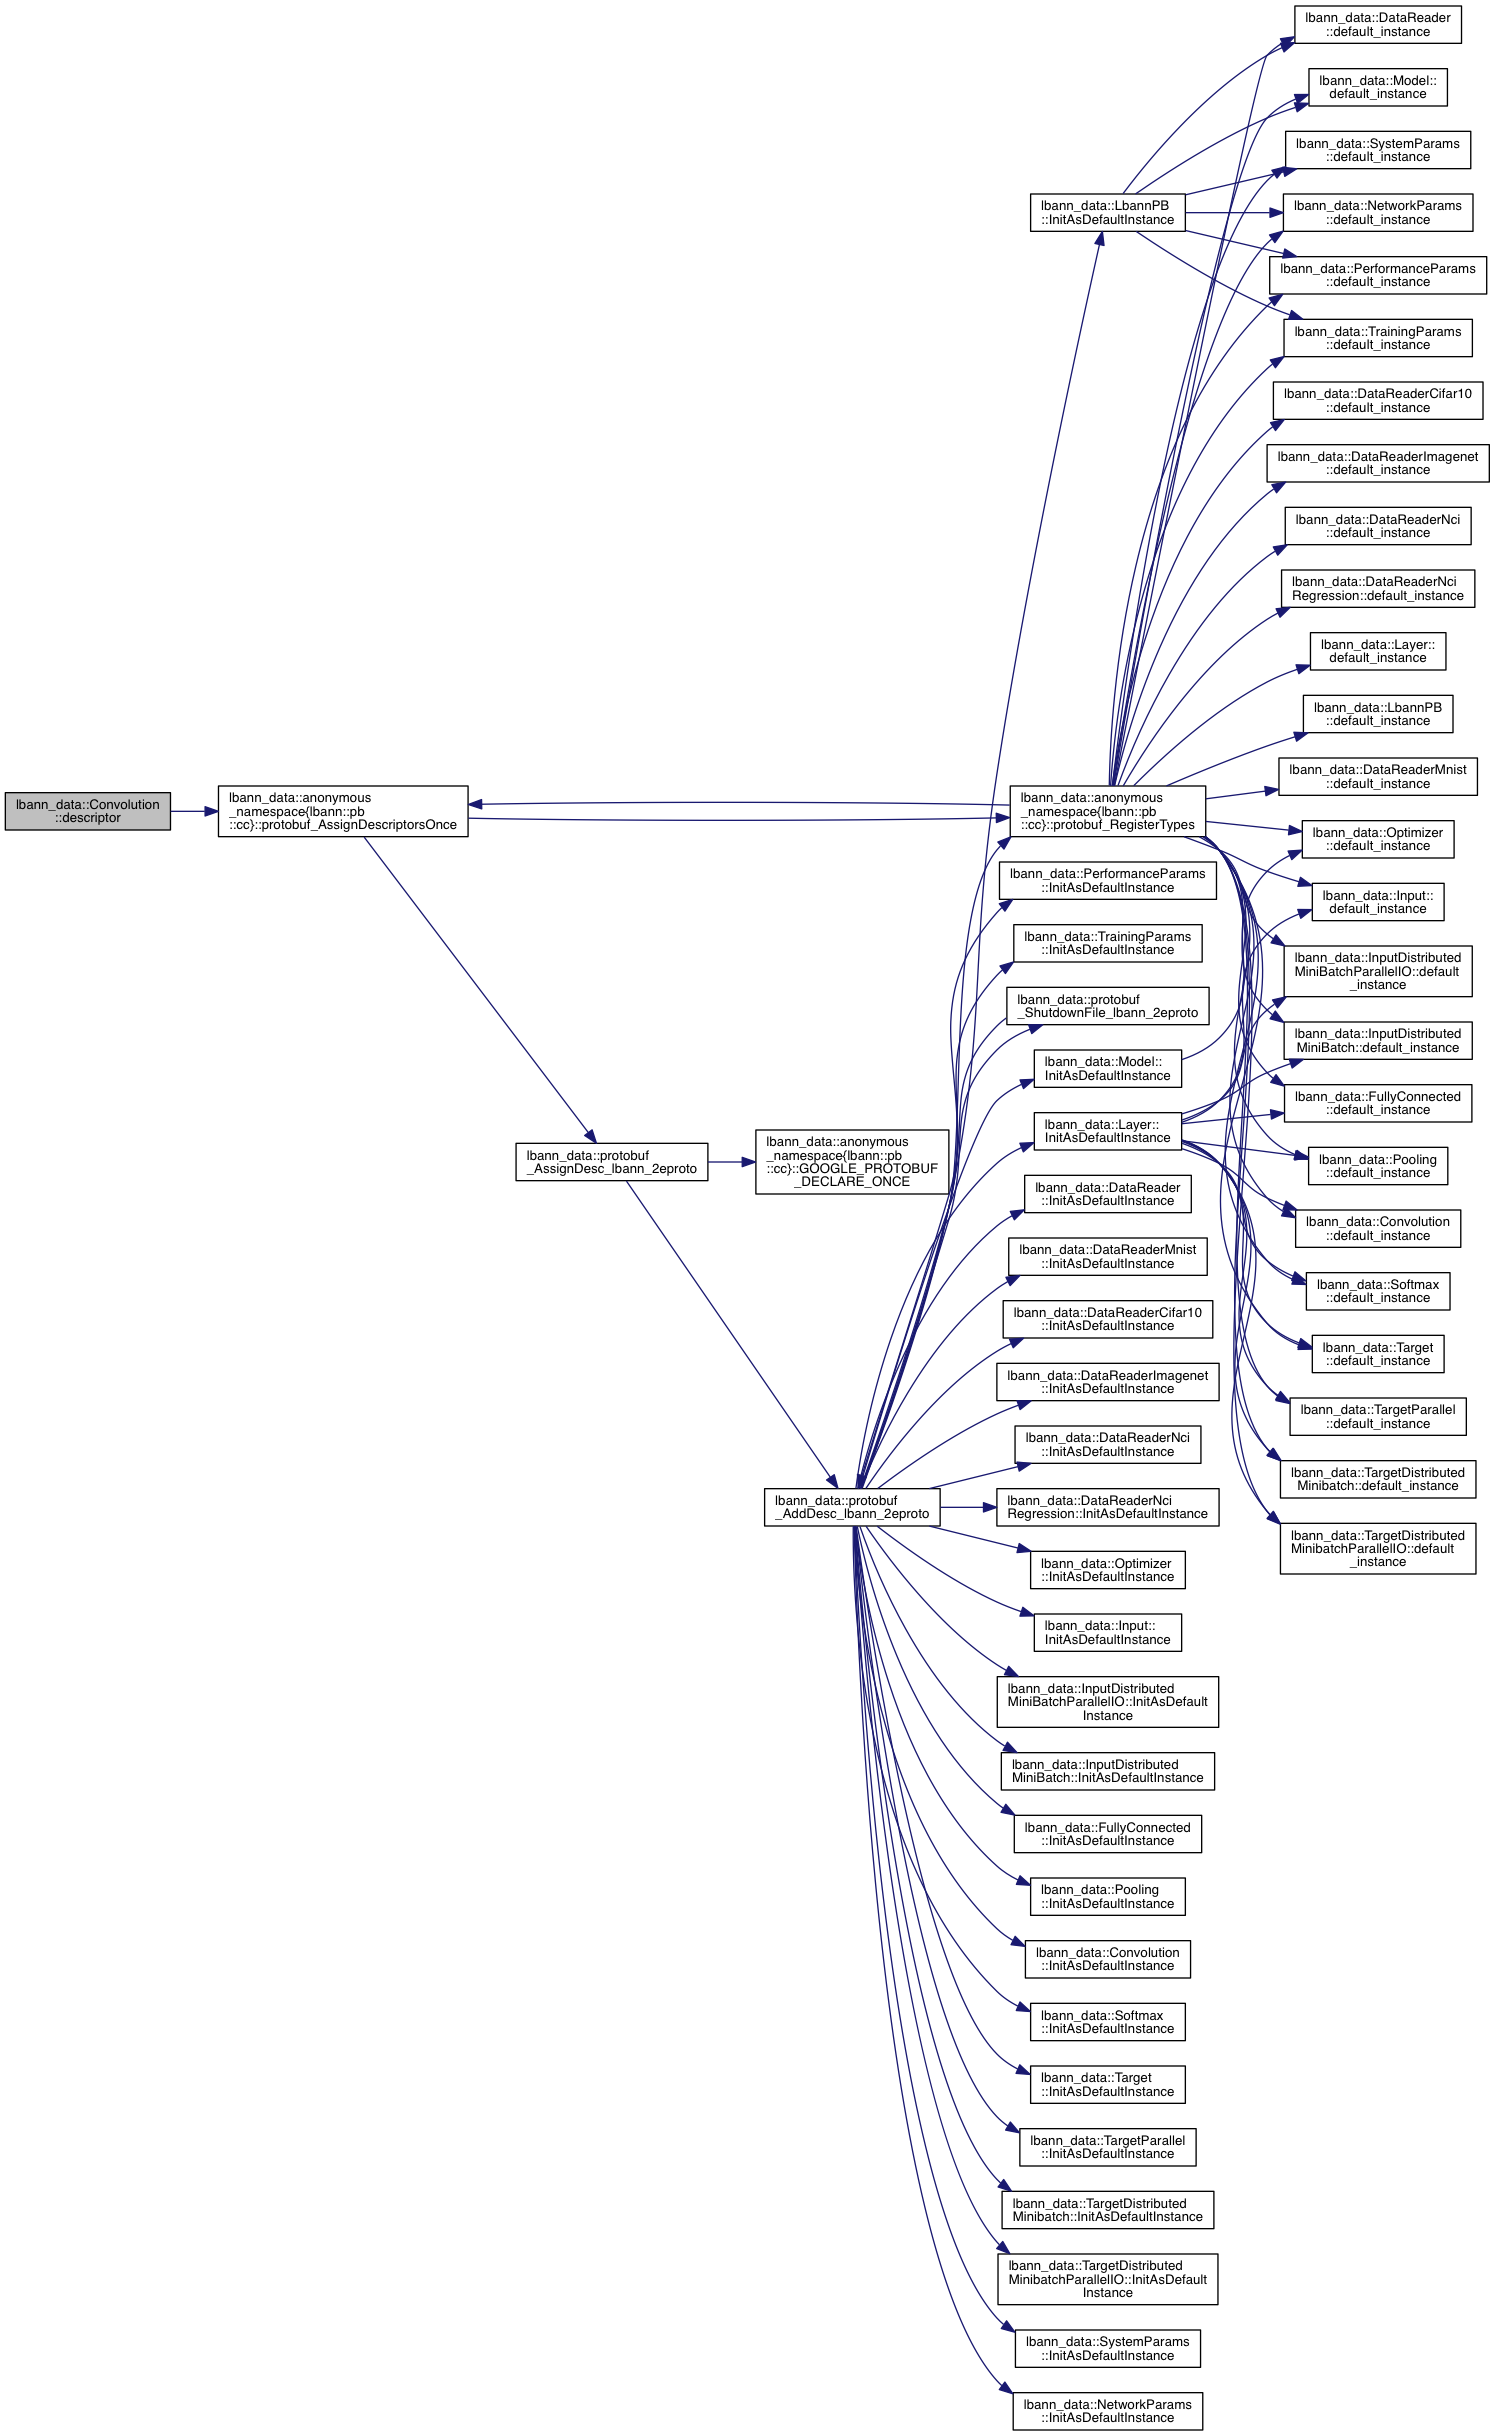 lbann_data::Convolution
::descriptor
lbann_data::anonymous
_namespace{lbann::pb
::cc}::protobuf_AssignDescriptorsOnce
lbann_data::protobuf
_AssignDesc_lbann_2eproto
lbann_data::anonymous
_namespace{lbann::pb
::cc}::GOOGLE_PROTOBUF
_DECLARE_ONCE
lbann_data::protobuf
_AddDesc_lbann_2eproto
lbann_data::LbannPB
::InitAsDefaultInstance
lbann_data::anonymous
_namespace{lbann::pb
::cc}::protobuf_RegisterTypes
lbann_data::PerformanceParams
::InitAsDefaultInstance
lbann_data::TrainingParams
::InitAsDefaultInstance
lbann_data::protobuf
_ShutdownFile_lbann_2eproto
lbann_data::Model::
InitAsDefaultInstance
lbann_data::Layer::
InitAsDefaultInstance
lbann_data::DataReader
::InitAsDefaultInstance
lbann_data::DataReaderMnist
::InitAsDefaultInstance
lbann_data::DataReaderCifar10
::InitAsDefaultInstance
lbann_data::DataReaderImagenet
::InitAsDefaultInstance
lbann_data::DataReaderNci
::InitAsDefaultInstance
lbann_data::DataReaderNci
Regression::InitAsDefaultInstance
lbann_data::Optimizer
::InitAsDefaultInstance
lbann_data::Input::
InitAsDefaultInstance
lbann_data::InputDistributed
MiniBatchParallelIO::InitAsDefault
Instance
lbann_data::InputDistributed
MiniBatch::InitAsDefaultInstance
lbann_data::FullyConnected
::InitAsDefaultInstance
lbann_data::Pooling
::InitAsDefaultInstance
lbann_data::Convolution
::InitAsDefaultInstance
lbann_data::Softmax
::InitAsDefaultInstance
lbann_data::Target
::InitAsDefaultInstance
lbann_data::TargetParallel
::InitAsDefaultInstance
lbann_data::TargetDistributed
Minibatch::InitAsDefaultInstance
lbann_data::TargetDistributed
MinibatchParallelIO::InitAsDefault
Instance
lbann_data::SystemParams
::InitAsDefaultInstance
lbann_data::NetworkParams
::InitAsDefaultInstance
lbann_data::DataReader
::default_instance
lbann_data::Model::
default_instance
lbann_data::SystemParams
::default_instance
lbann_data::NetworkParams
::default_instance
lbann_data::PerformanceParams
::default_instance
lbann_data::TrainingParams
::default_instance
lbann_data::DataReaderCifar10
::default_instance
lbann_data::DataReaderImagenet
::default_instance
lbann_data::DataReaderNci
::default_instance
lbann_data::DataReaderNci
Regression::default_instance
lbann_data::Layer::
default_instance
lbann_data::LbannPB
::default_instance
lbann_data::DataReaderMnist
::default_instance
lbann_data::Optimizer
::default_instance
lbann_data::Input::
default_instance
lbann_data::InputDistributed
MiniBatchParallelIO::default
_instance
lbann_data::InputDistributed
MiniBatch::default_instance
lbann_data::FullyConnected
::default_instance
lbann_data::Pooling
::default_instance
lbann_data::Convolution
::default_instance
lbann_data::Softmax
::default_instance
lbann_data::Target
::default_instance
lbann_data::TargetParallel
::default_instance
lbann_data::TargetDistributed
Minibatch::default_instance
lbann_data::TargetDistributed
MinibatchParallelIO::default
_instance